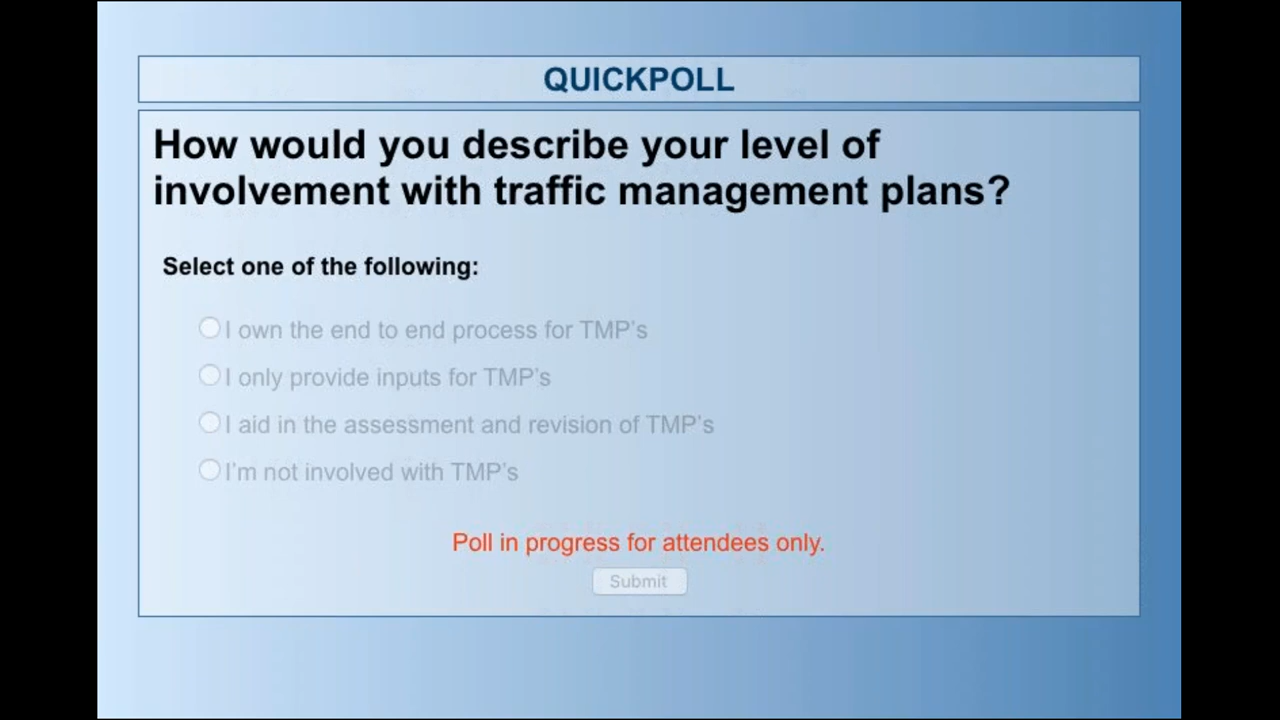 QUICKPOLL
How would you describe your level of
involvement with traffic management plans?
Select one of the following:
I own the end to end process for TMP's
I only provide inputs for TMP's
I aid in the assessment and revision of TMP's
I'm not involved with TMP's
Poll in progress for attendees only.
Submit